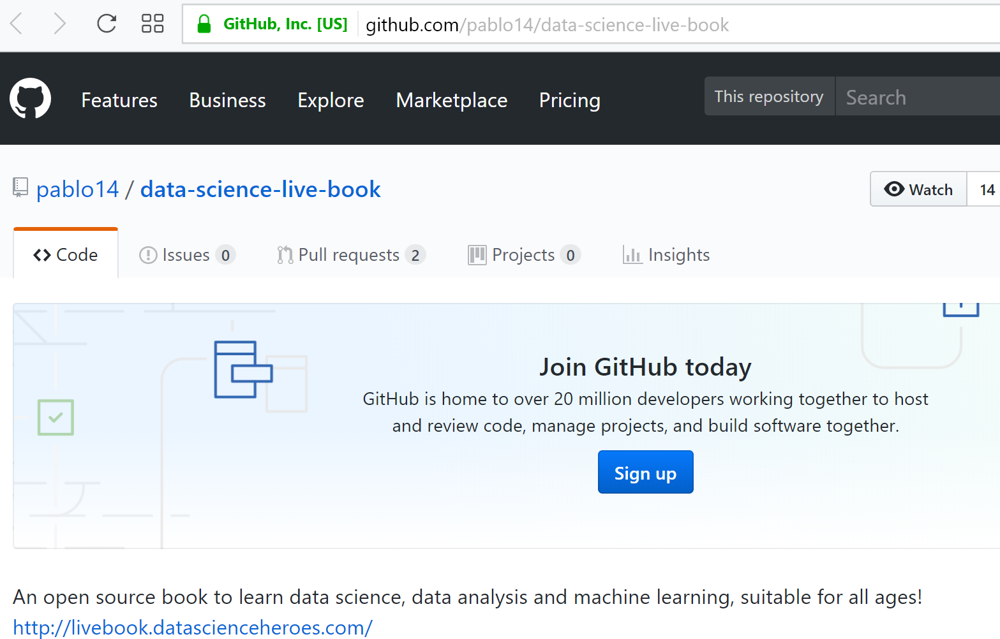 GitHub, Inc. [US] github.com/pablo14/data-science-live-book
Features Business Explore Marketplace Pricing This repository Search
pablo14 / data-science-live-book Watch 14
Code Issues 0 Pull requests 2 Projects 0 Insights
Join GitHub today
GitHub is home to over 20 million developers working together to host
and review code, manage projects, and build software together.
Sign up
An open source book to learn data science, data analysis and machine learning, suitable for all ages!
http://livebook.datascienceheroes.com/